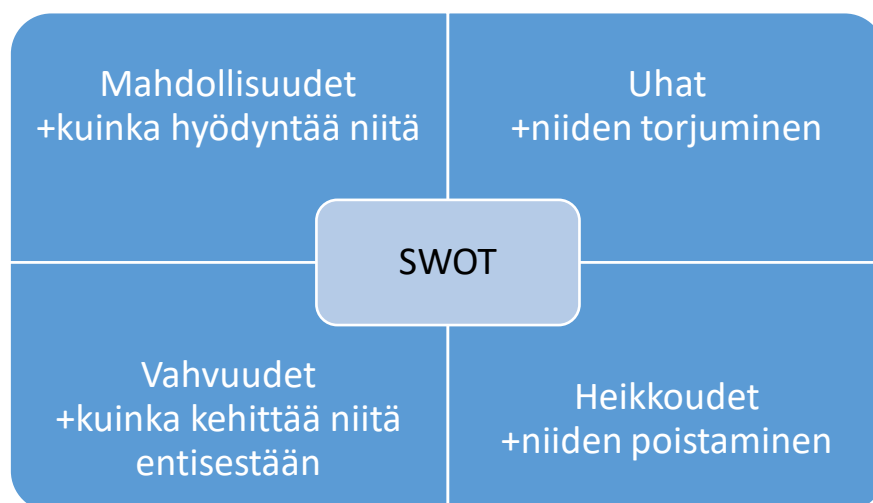 Mahdollisuudet
+kuinka hyödyntää niitä
Uhat
+niiden torjuminen
SWOT
Vahvuudet
+kuinka kehittää niitä
entisestään
Heikkoudet
+niiden poistaminen